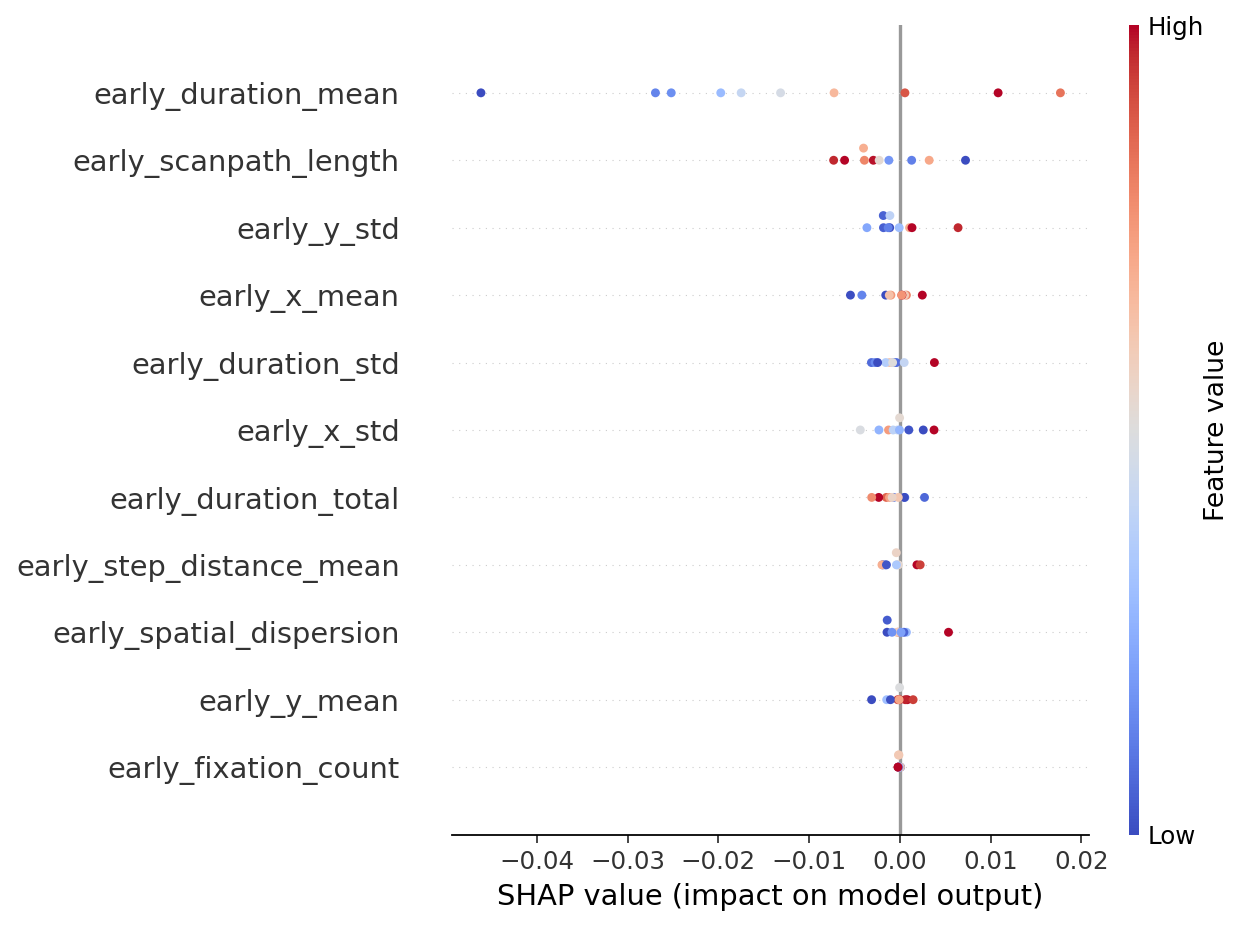 High
early_duration_mean
early_scanpath_length
early_y_std
early_x_mean
early_duration_std
early_x_std
early_duration_total
early_step_distance_mean
early_spatial_dispersion
early_y_mean
early_fixation_count
Feature value
Low
−0.04 −0.03 −0.02 −0.01 0.00 0.01 0.02
SHAP value (impact on model output)